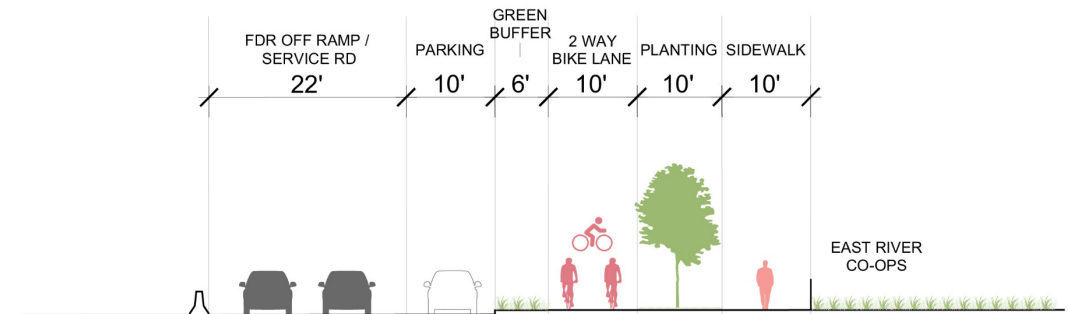 FDR OFF RAMP /
SERVICE RD
22'
PARKING
10'
GREEN
BUFFER
6'
2 WAY
BIKE LANE
10'
PLANTING
10'
SIDEWALK
10'
EAST RIVER
CO-OPS